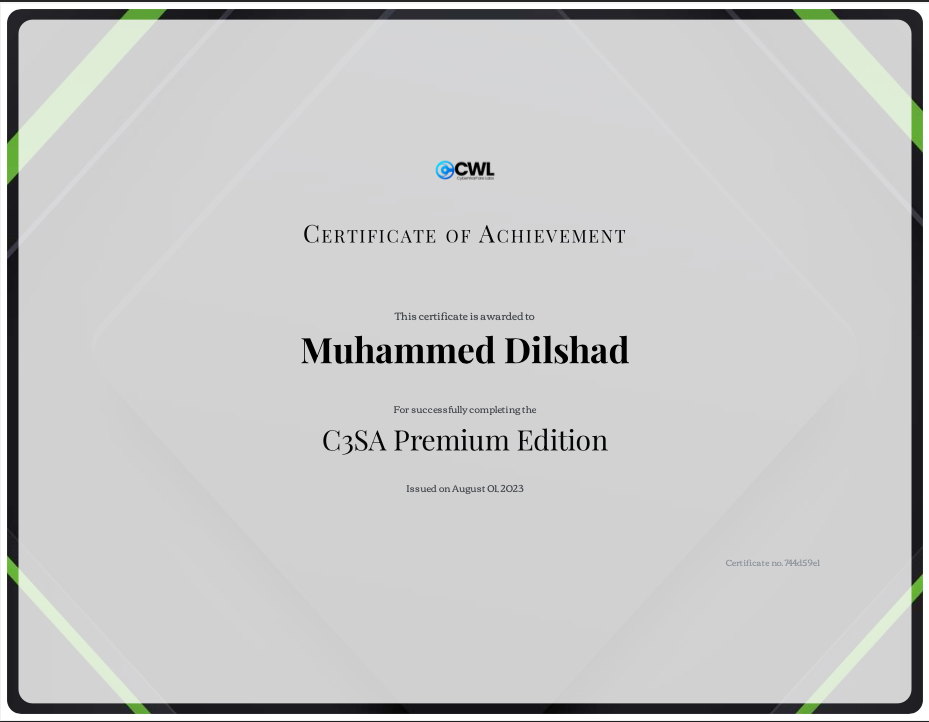 CWL
CyberWarFare Labs
Certificate of Achievement
This certificate is awarded to
Muhammed Dilshad
For successfully completing the
C3SA Premium Edition
Issued on August 01, 2023
Certificate no. 744d59e1